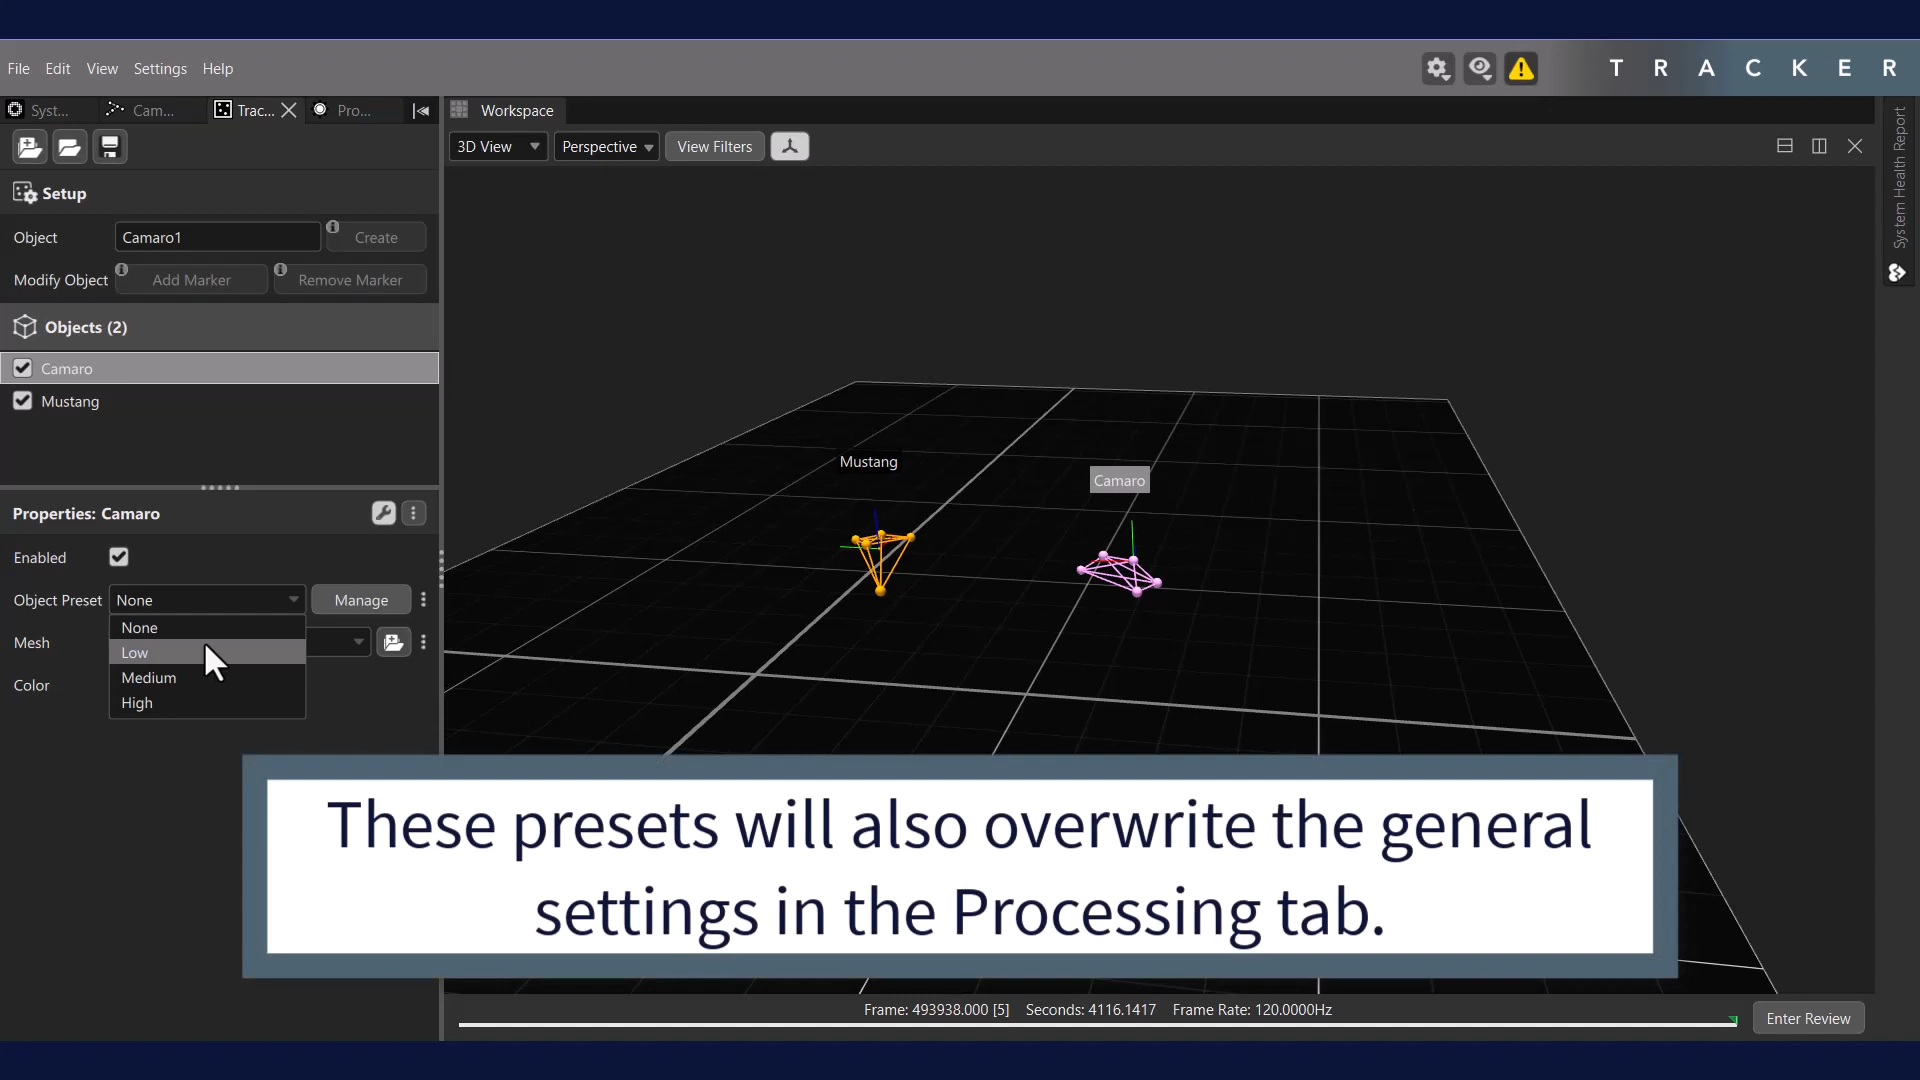 File Edit View Settings Help
T R A C K E R
Syst... Cam... Trac... Pro...
Workspace
3D View Perspective View Filters
System Health Report
Setup
Object Camaro1 Create
Modify Object Add Marker Remove Marker
Objects (2)
Camaro
Mustang
Mustang
Camaro
Properties: Camaro
Enabled
Object Preset None Manage
None
Mesh
Low
Medium
Color
High
These presets will also overwrite the general
settings in the Processing tab.
Frame: 493938.000 [5] Seconds: 4116.1417 Frame Rate: 120.0000Hz
Enter Review